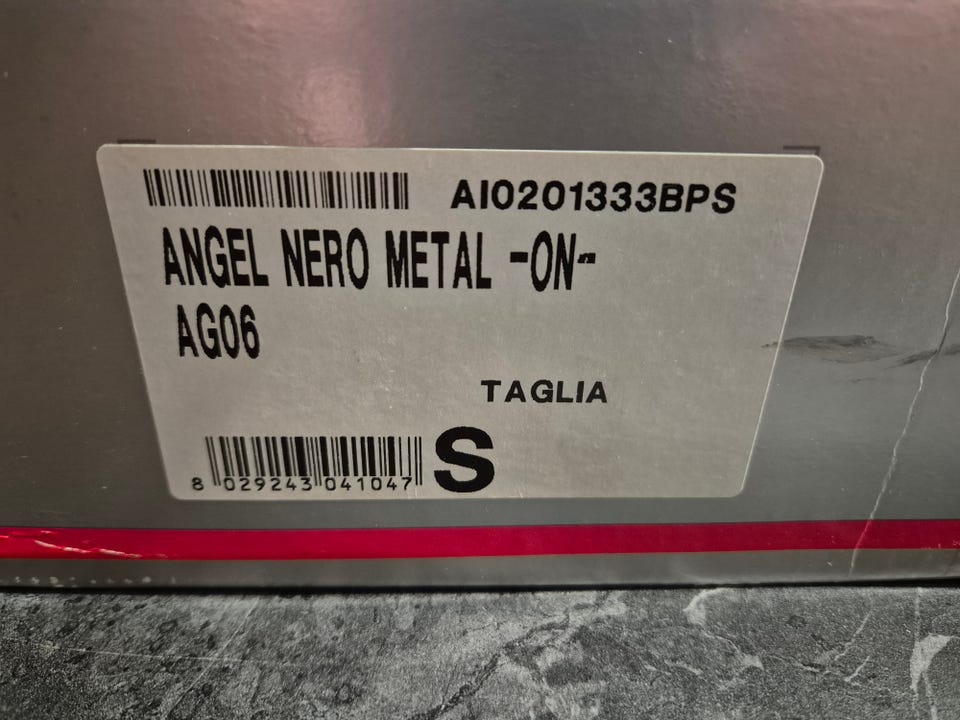 AI0201333BPS
ANGEL NERO METAL -ON-
AG06
TAGLIA
S
8 029243 041047